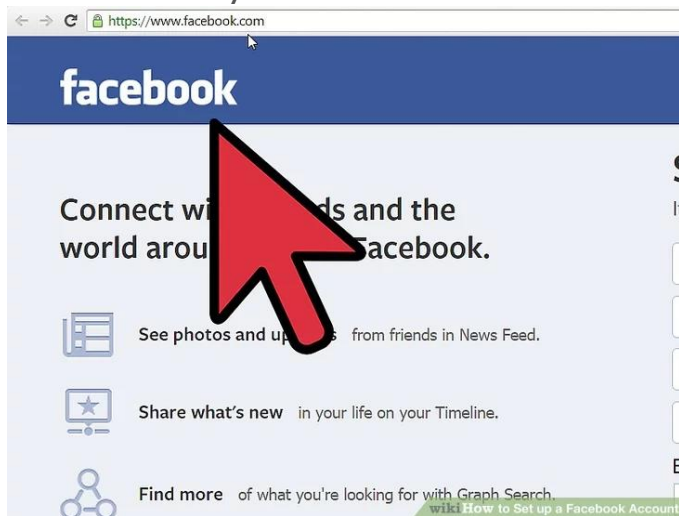 https://www.facebook.com
facebook
Connect wi ds and the
world arou Facebook.
See photos and up s from friends in News Feed.
Share what's new in your life on your Timeline.
Find more of what you're looking for with Graph Search.
wikiHow to Set up a Facebook Account